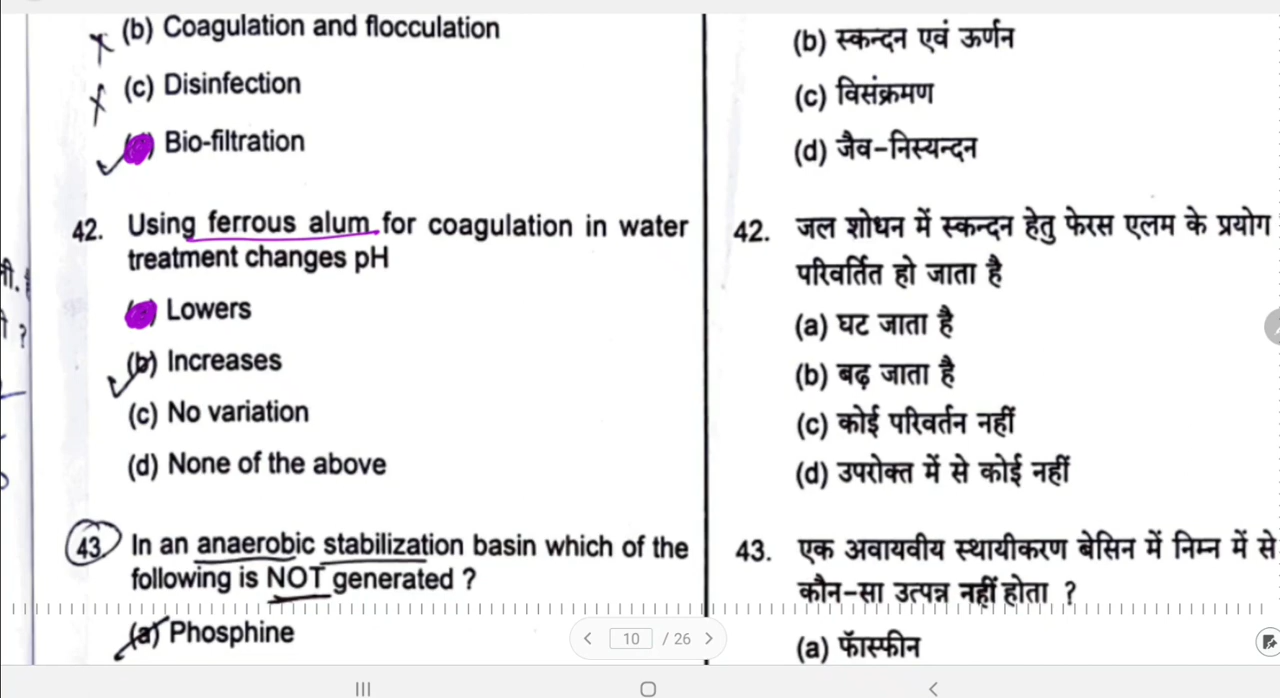 (b) Coagulation and flocculation
(c) Disinfection
Bio-filtration
42. Using ferrous alum for coagulation in water
treatment changes pH
Lowers
(b) Increases
(c) No variation
(d) None of the above
43. In an anaerobic stabilization basin which of the
following is NOT generated ?
(a) Phosphine
(b) स्कन्दन एवं ऊर्णन
(c) विसंक्रमण
(d) जैव-निस्यन्दन
42. जल शोधन में स्कन्दन हेतु फेरस एलम के प्रयोग
परिवर्तित हो जाता है
(a) घट जाता है
(b) बढ़ जाता है
(c) कोई परिवर्तन नहीं
(d) उपरोक्त में से कोई नहीं
43. एक अवायवीय स्थायीकरण बेसिन में निम्न में से
कौन-सा उत्पन्न नहीं होता ?
(a) फॅास्फीन
10 / 26